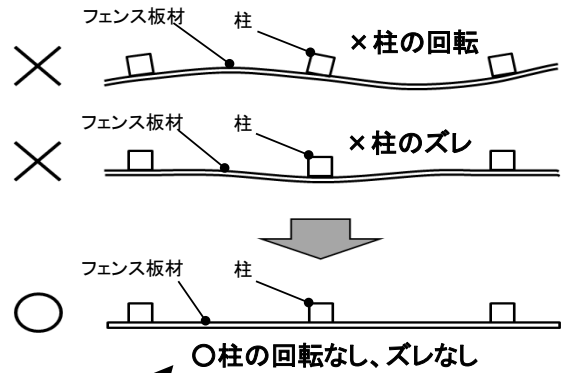 フェンス板材
柱
×柱の回転
フェンス板材
柱
×柱のズレ
フェンス板材
柱
○柱の回転なし、ズレなし